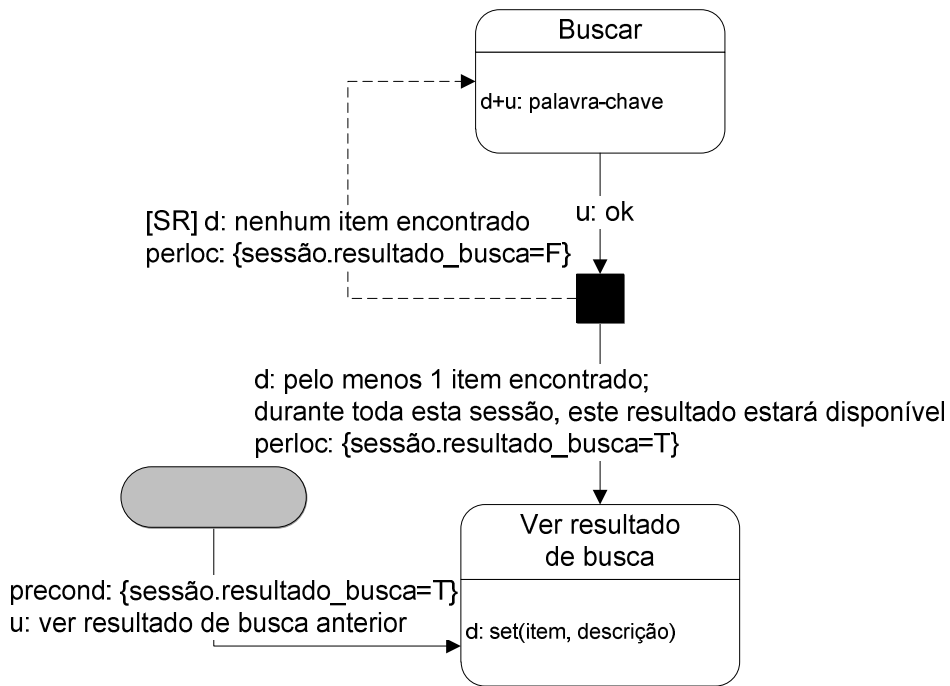 Buscar
d+u: palavra-chave
u: ok
[SR] d: nenhum item encontrado
perloc: {sessão.resultado_busca=F}
d: pelo menos 1 item encontrado;
durante toda esta sessão, este resultado estará disponível
perloc: {sessão.resultado_busca=T}
Ver resultado
de busca
d: set(item, descrição)
precond: {sessão.resultado_busca=T}
u: ver resultado de busca anterior